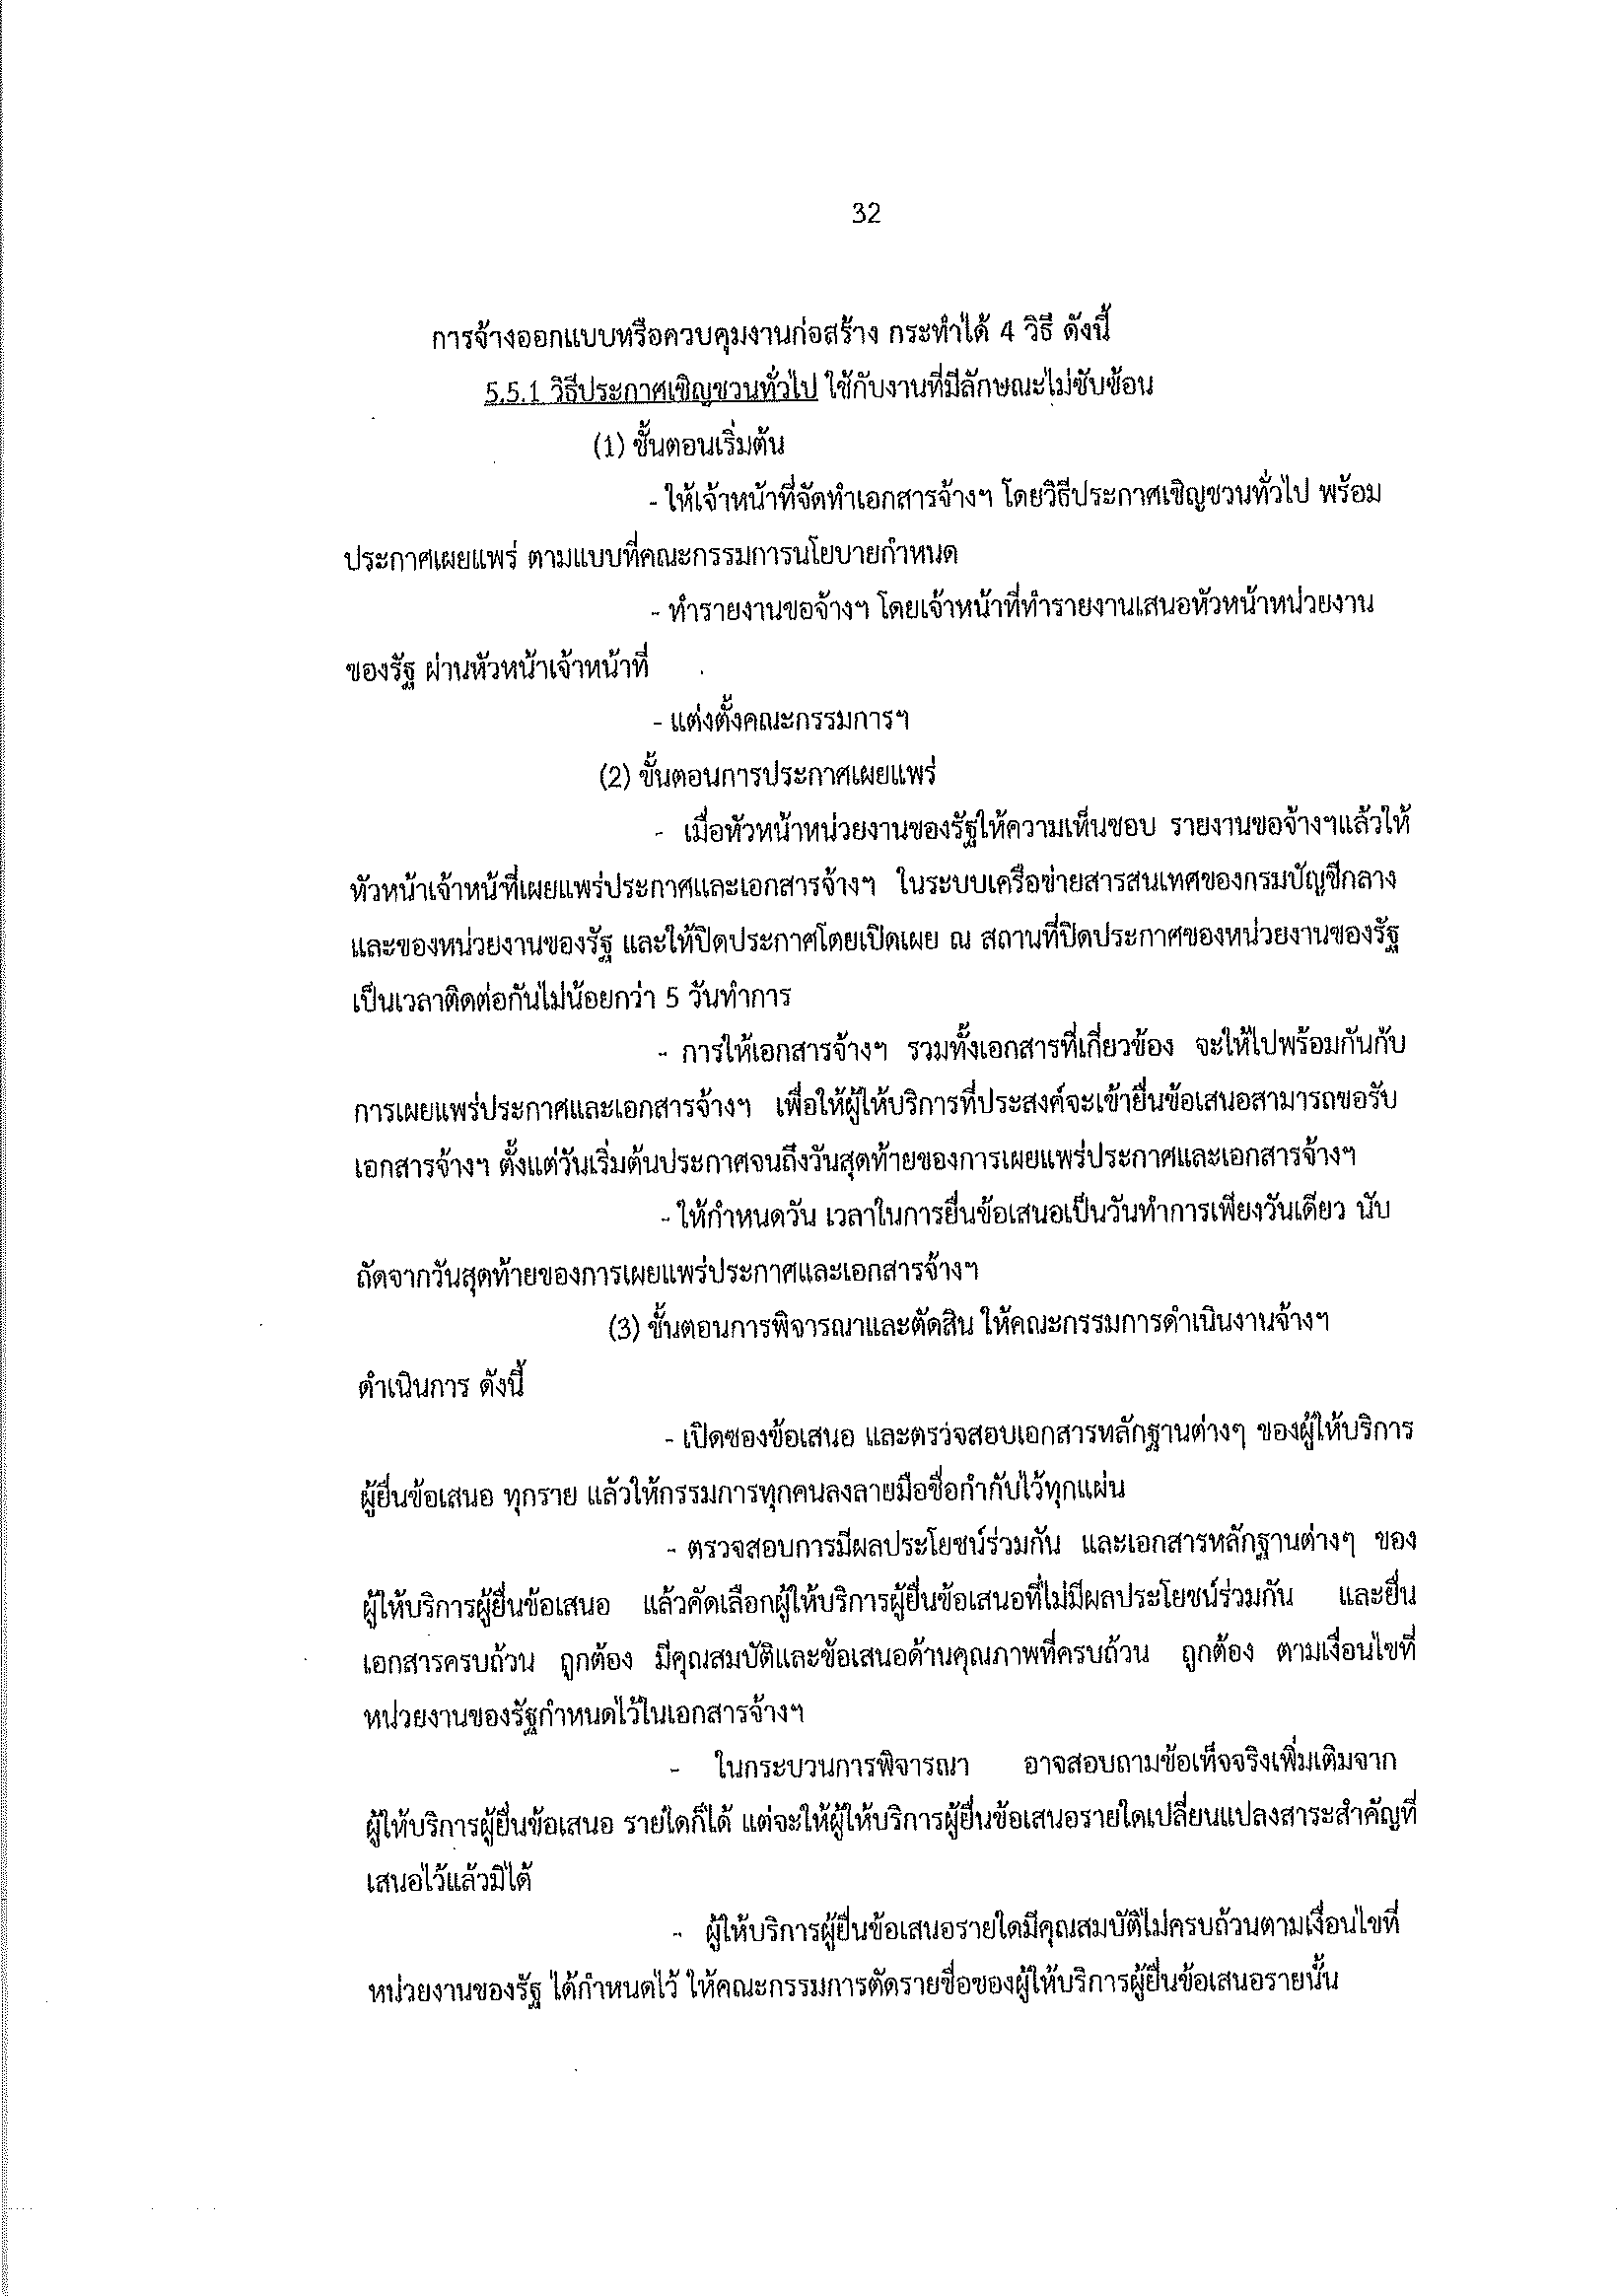 32
การจ้างออกแบบหรือควบคุมงานก่อสร้าง กระทำได้ 4 วิธี ดังนี้
5.5.1 วิธีประกาศเชิญชวนทั่วไป ใช้กับงานที่มีลักษณะไม่ซับซ้อน
(1) ขั้นตอนเริ่มต้น
- ให้เจ้าหน้าที่จัดทำเอกสารจ้างฯ โดยวิธีประกาศเชิญชวนทั่วไป พร้อม
ประกาศเผยแพร่ ตามแบบที่คณะกรรมการนโยบายกำหนด
- ทำรายงานขอจ้างฯ โดยเจ้าหน้าที่ทำรายงานเสนอหัวหน้าหน่วยงาน
ของรัฐ ผ่านหัวหน้าเจ้าหน้าที่
- แต่งตั้งคณะกรรมการฯ
(2) ขั้นตอนการประกาศเผยแพร่
- เมื่อหัวหน้าหน่วยงานของรัฐให้ความเห็นชอบ รายงานขอจ้างฯแล้วให้
หัวหน้าเจ้าหน้ที่เผยแพร่ประกาศและเอกสารจ้างฯ ในระบบเครือข่ายสารสนเทศของกรมบัญชีกลาง
และของหน่วยงานของรัฐ และให้ปิดประกาศโดยเปิดเผย ณ สถานที่ปิดประกาศของหน่วยงานของรัฐ
เป็นเวลาติดต่อกันไม่น้อยกว่า 5 วันทำการ
- การให้เอกสารจ้างฯ รวมทั้งเอกสารที่เกี่ยวข้อง จะให้ไปพร้อมกันกับ
การเผยแพร่ประกาศและเอกสารจ้างฯ เพื่อให้ผู้ให้บริการที่ประสงค์จะเข้ายื่นข้อเสนอสามารถขอรับ
เอกสารจ้างฯ ตั้งแต่วันเริ่มต้นประกาศจนถึงวันสุดท้ายของการเผยแพร่ประกาศและเอกสารจ้างฯ
- ให้กำหนดวัน เวลาในการยื่นข้อเสนอเป็นวันทำการเพียงวันเดียว นับ
ถัดจากวันสุดท้ายของการเผยแพร่ประกาศและเอกสารจ้างฯ
(3) ขั้นตอนการพิจารณาและตัดสิน ให้คณะกรรมการดำเนินงานจ้างฯ
ดำเนินการ ดังนี้
- เปิดซองข้อเสนอ และตรวจสอบเอกสารหลักฐานต่างๆ ของผู้ให้บริการ
ผู้ยื่นข้อเสนอ ทุกราย แล้วให้กรรมการทุกคนลงลายมือชื่อกำกับไว้ทุกแผ่น
- ตรวจสอบการมีผลประโยชน์ร่วมกัน และเอกสารหลักฐานต่างๆ ของ
ผู้ให้บริการผู้ยื่นข้อเสนอ แล้วคัดเลือกผู้ให้บริการผู้ยื่นข้อเสนอที่ไม่มีผลประโยชน์ร่วมกัน และยื่น
เอกสารครบถ้วน ถูกต้อง มีคุณสมบัติและข้อเสนอด้านคุณภาพที่ครบถ้วน ถูกต้อง ตามเงื่อนไขที่
หน่วยงานของรัฐกำหนดไว้ในเอกสารจ้างฯ
- ในกระบวนการพิจารณา อาจสอบถามข้อเท็จจริงเพิ่มเติมจาก
ผู้ให้บริการผู้ยื่นข้อเสนอ รายใดก็ได้ แต่จะให้ผู้ให้บริการผู้ยื่นข้อเสนอรายใดเปลี่ยนแปลงสาระสำคัญที่
เสนอไว้แล้วมิได้
- ผู้ให้บริการผู้ยื่นข้อเสนอรายใดมีคุณสมบัติไม่ครบถ้วนตามเงื่อนไขที่
หน่วยงานของรัฐ ได้กำหนดไว้ ให้คณะกรรมการตัดรายชื่อของผู้ให้บริการผู้ยื่นข้อเสนอรายนั้น